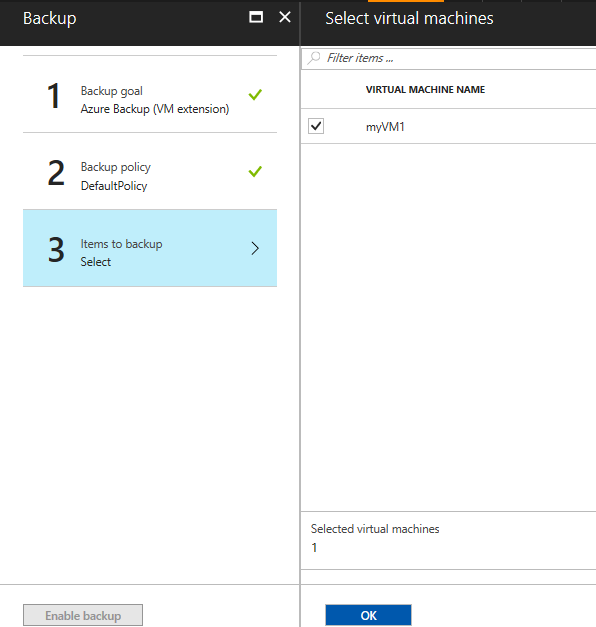 Backup
1
Backup goal
Azure Backup (VM extension)
2
Backup policy
DefaultPolicy
3
Items to backup
Select
Enable backup
Select virtual machines
Filter items ...
VIRTUAL MACHINE NAME
myVM1
Selected virtual machines
1
OK